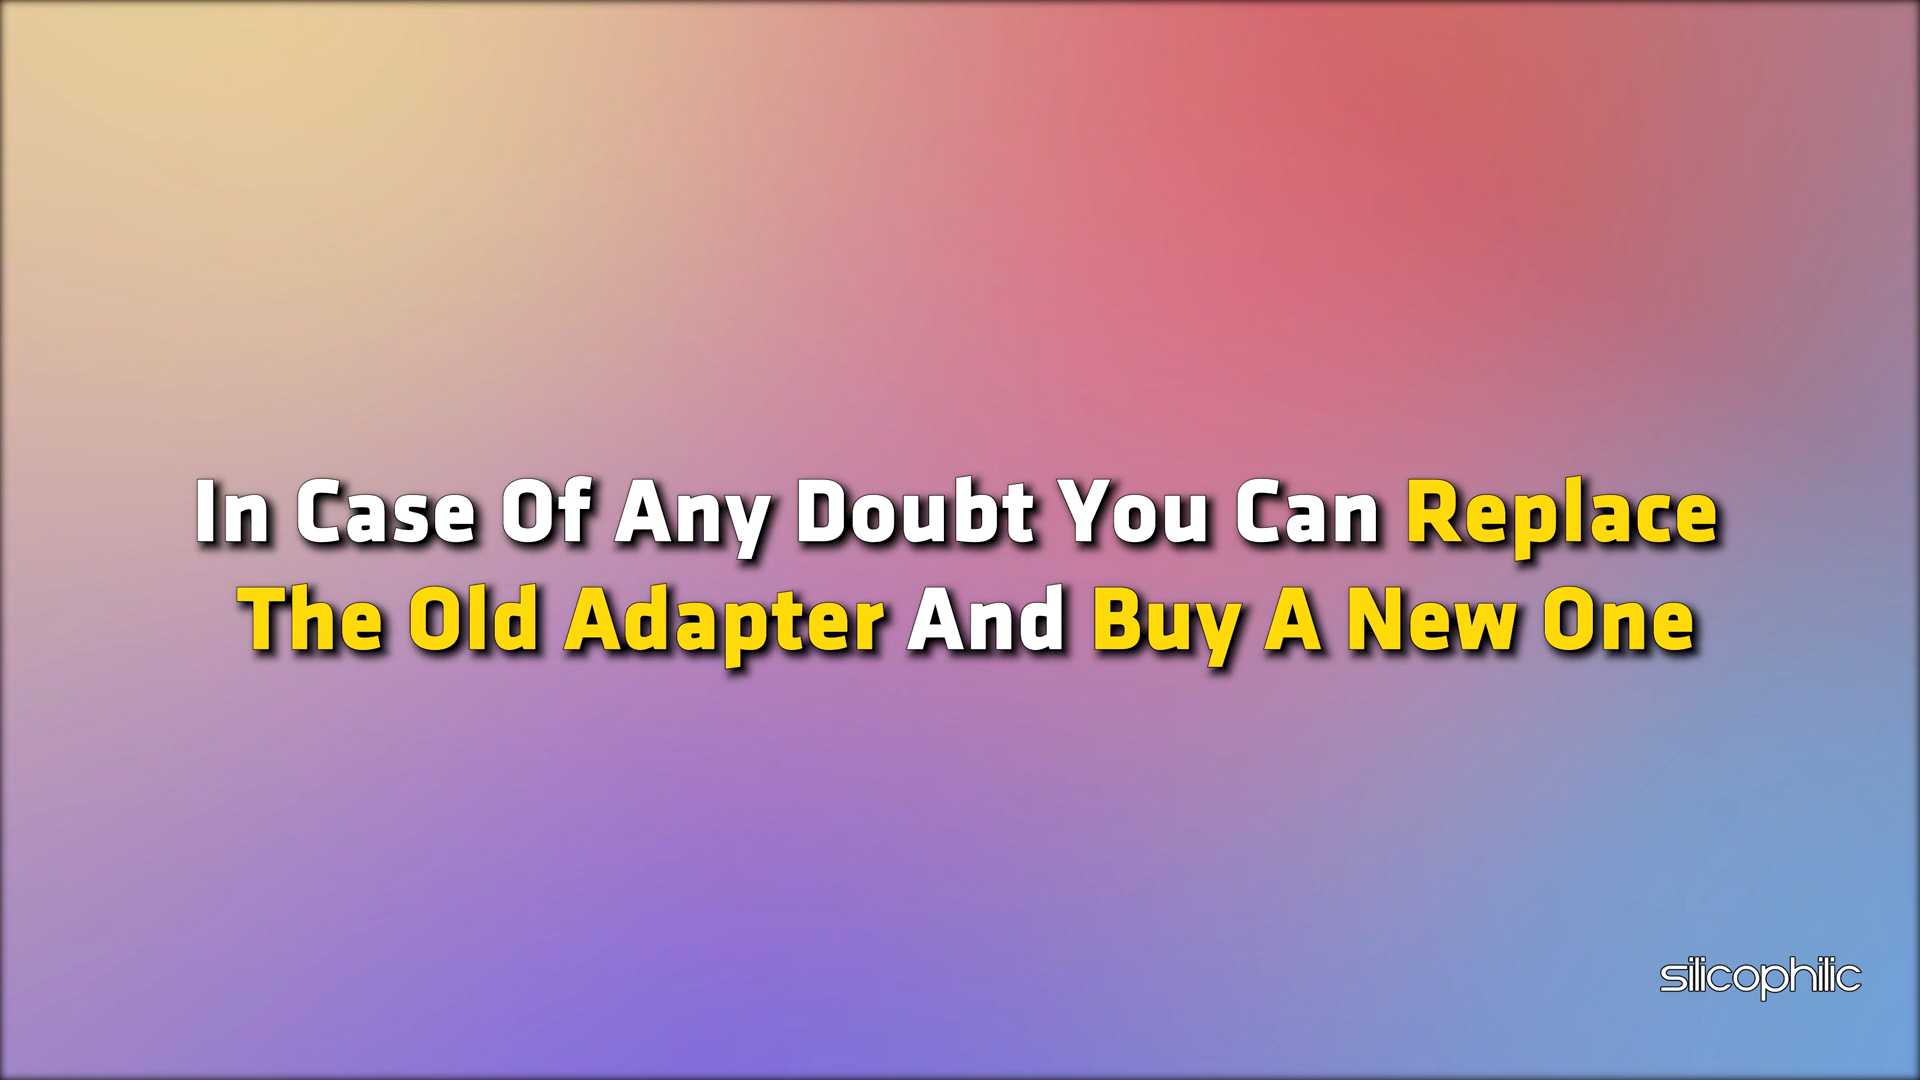 In Case Of Any Doubt You Can Replace
The Old Adapter And Buy A New One
silicophilic